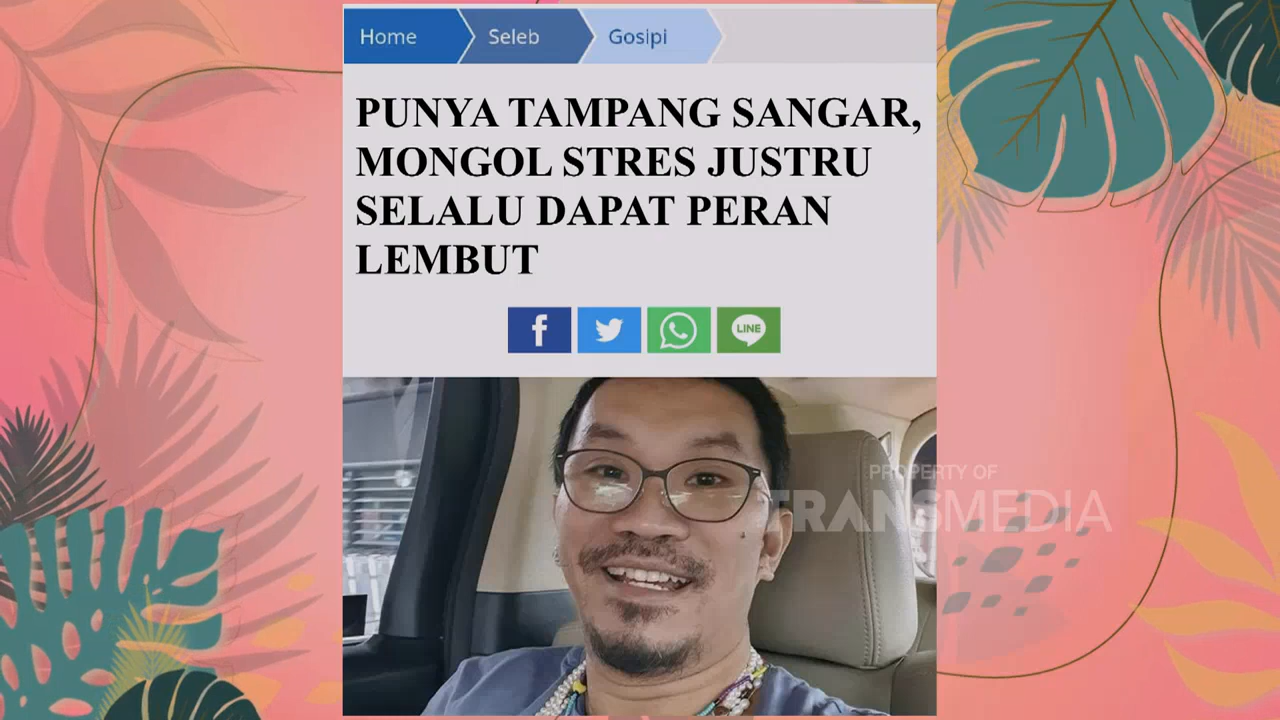 Home
Seleb
Gosipi
PUNYA TAMPANG SANGAR,
MONGOL STRES JUSTRU
SELALU DAPAT PERAN
LEMBUT
f
LINE
PROPERTY OF
TRANSMEDIA